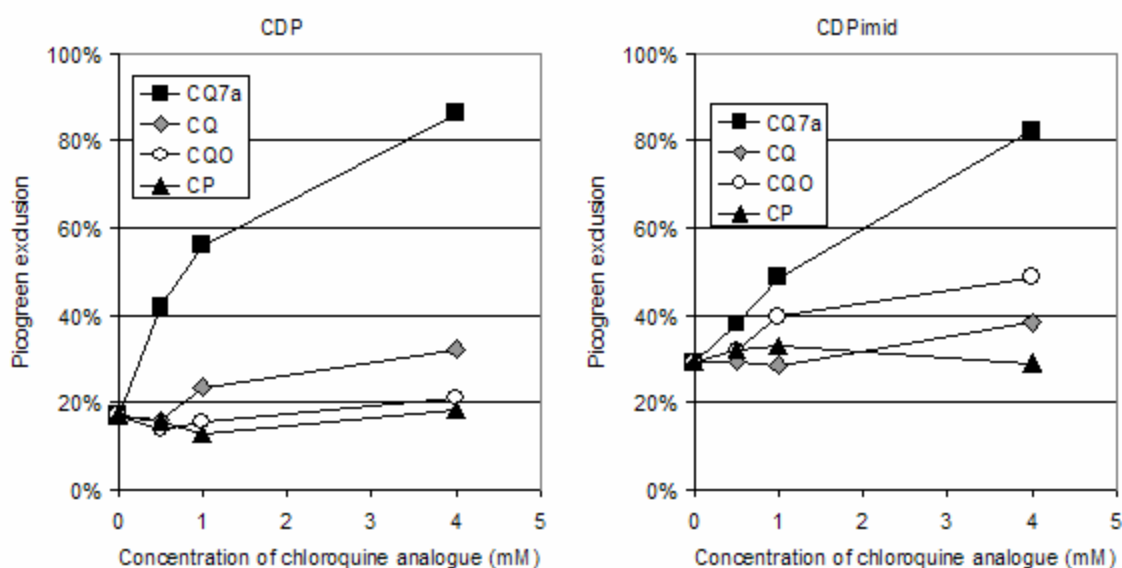 CDP
100%
80%
60%
40%
20%
0%
Picogreen exclusion
CQ7a
CQ
CQO
CP
0 1 2 3 4 5
Concentration of chloroquine analogue (mM)
CDPimid
100%
80%
60%
40%
20%
0%
Picogreen exclusion
CQ7a
CQ
CQO
CP
0 1 2 3 4 5
Concentration of chloroquine analogue (mM)